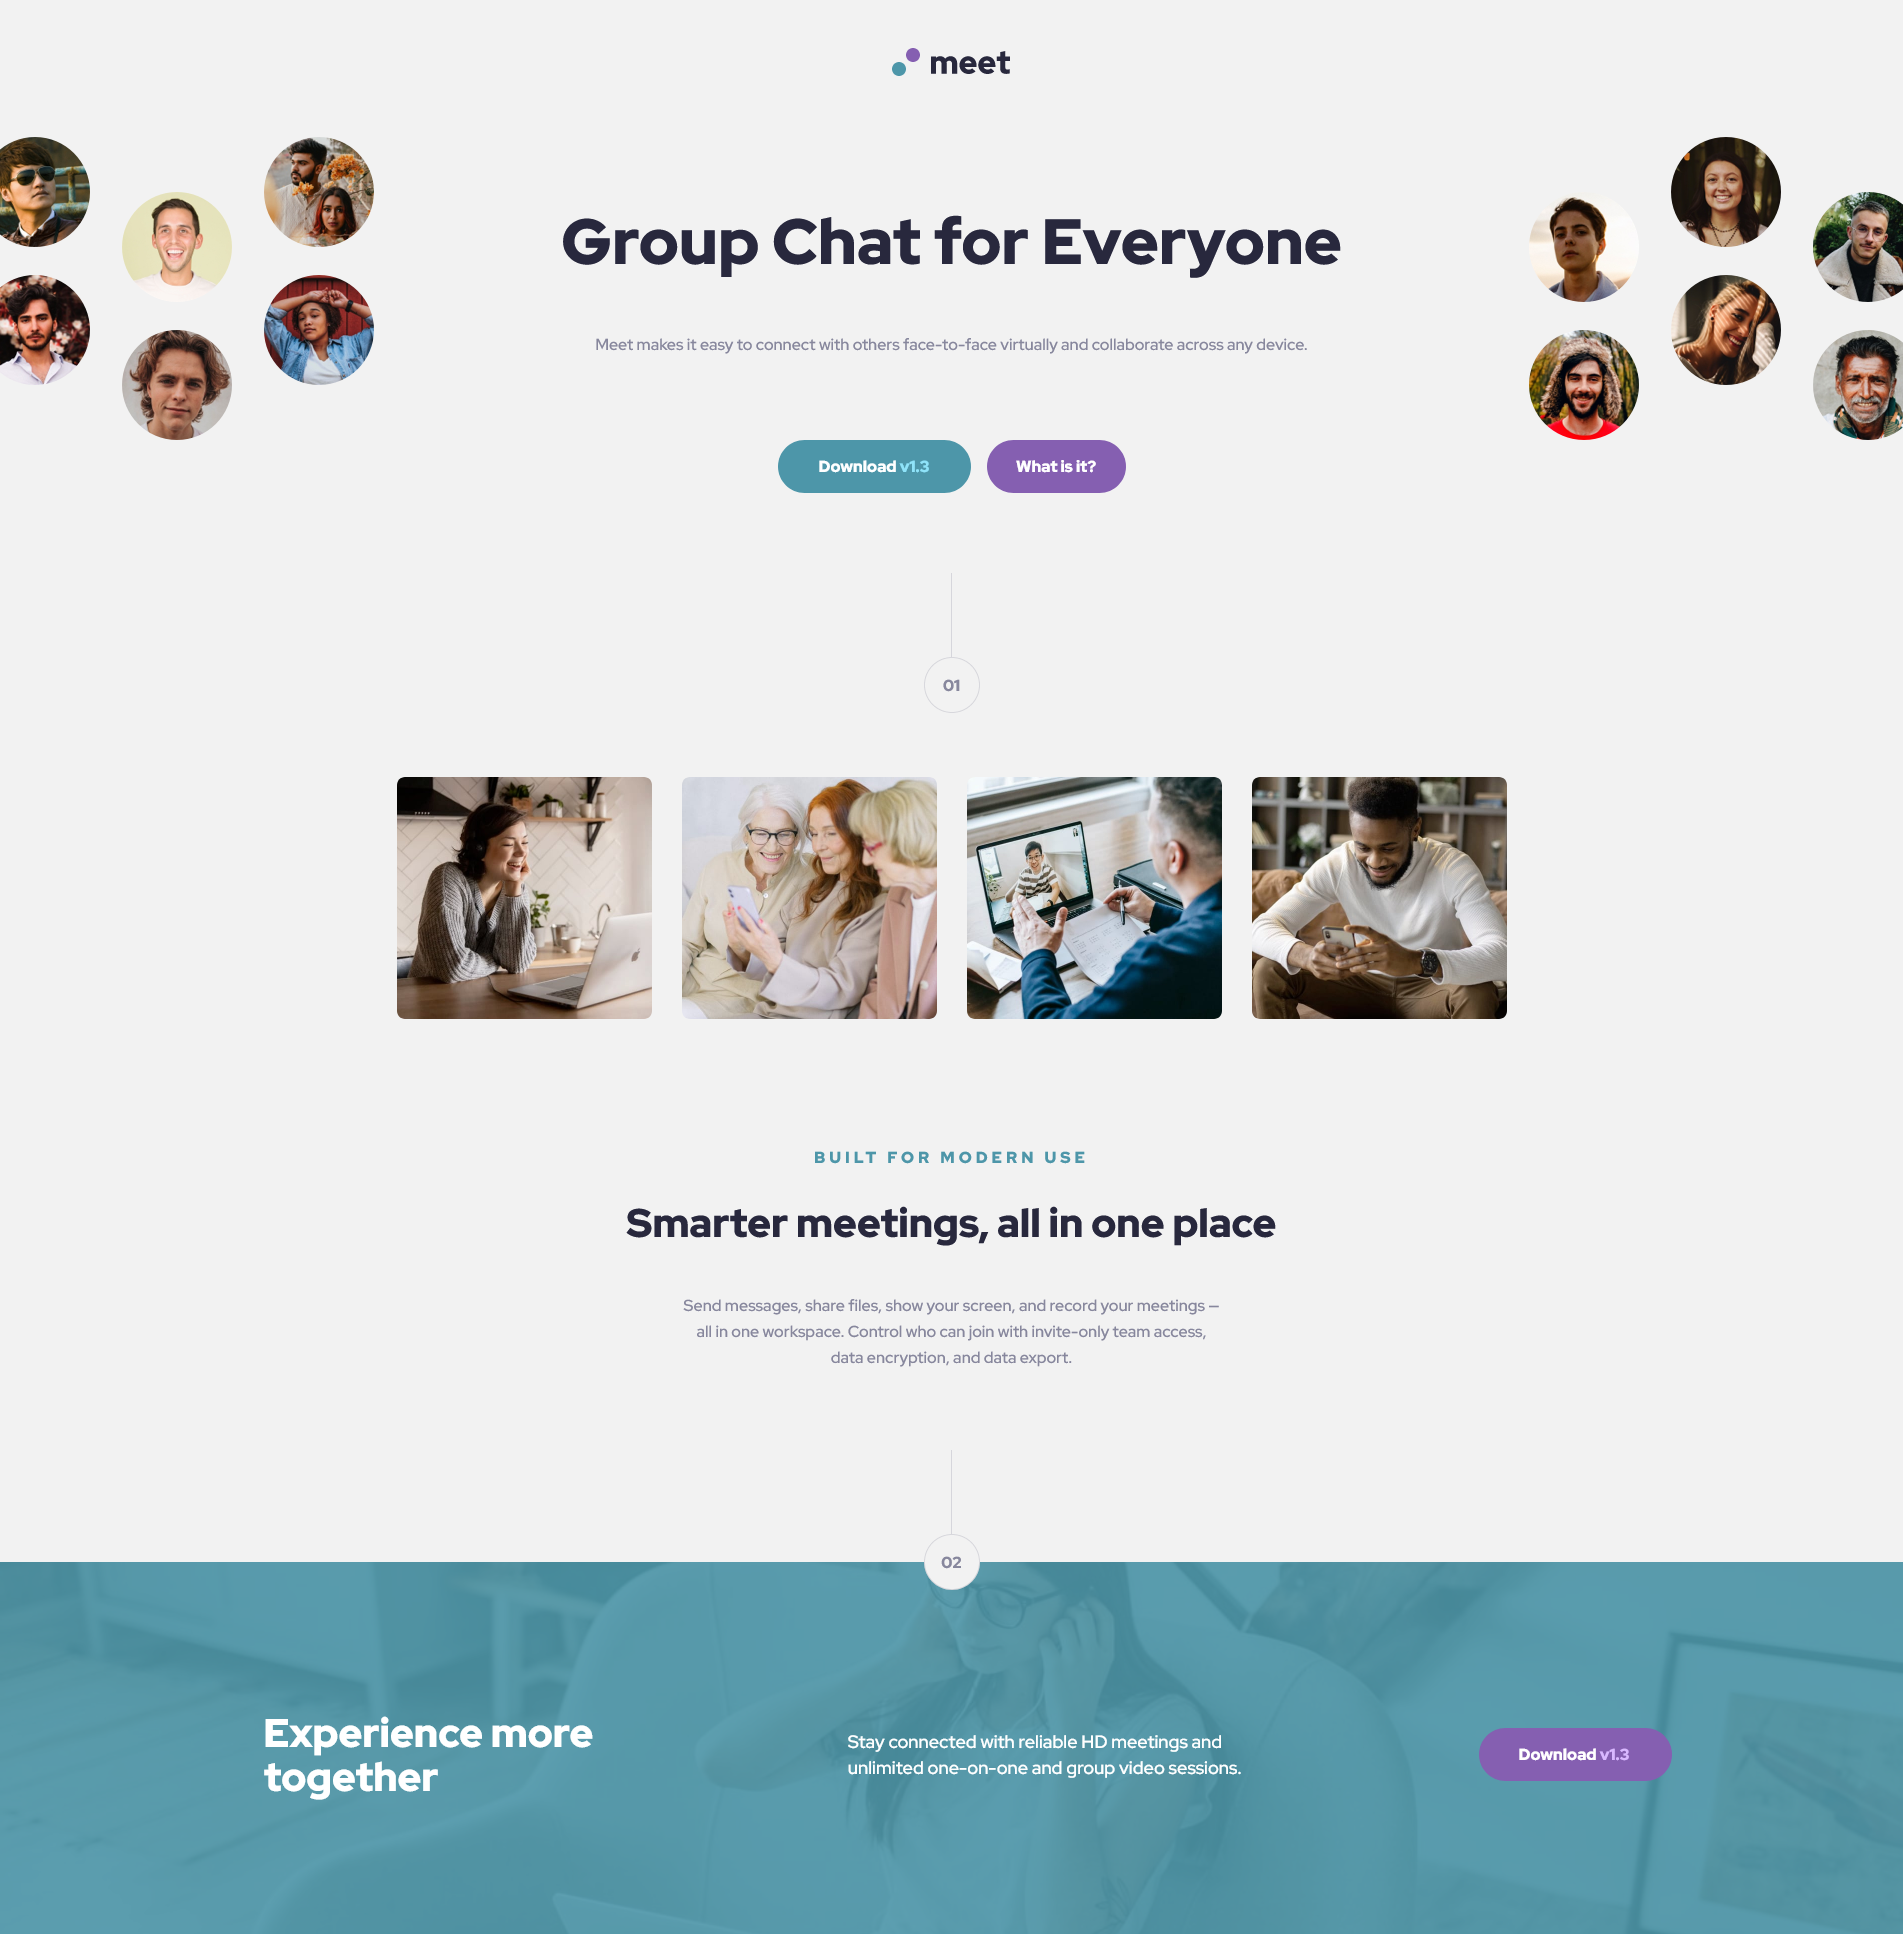 meet
Group Chat for Everyone
Meet makes it easy to connect with others face-to-face virtually and collaborate across any device.
Download v1.3
What is it?
01
BUILT FOR MODERN USE
Smarter meetings, all in one place
Send messages, share files, show your screen, and record your meetings —
all in one workspace. Control who can join with invite-only team access,
data encryption, and data export.
02
Experience more
together
Stay connected with reliable HD meetings and
unlimited one-on-one and group video sessions.
Download v1.3